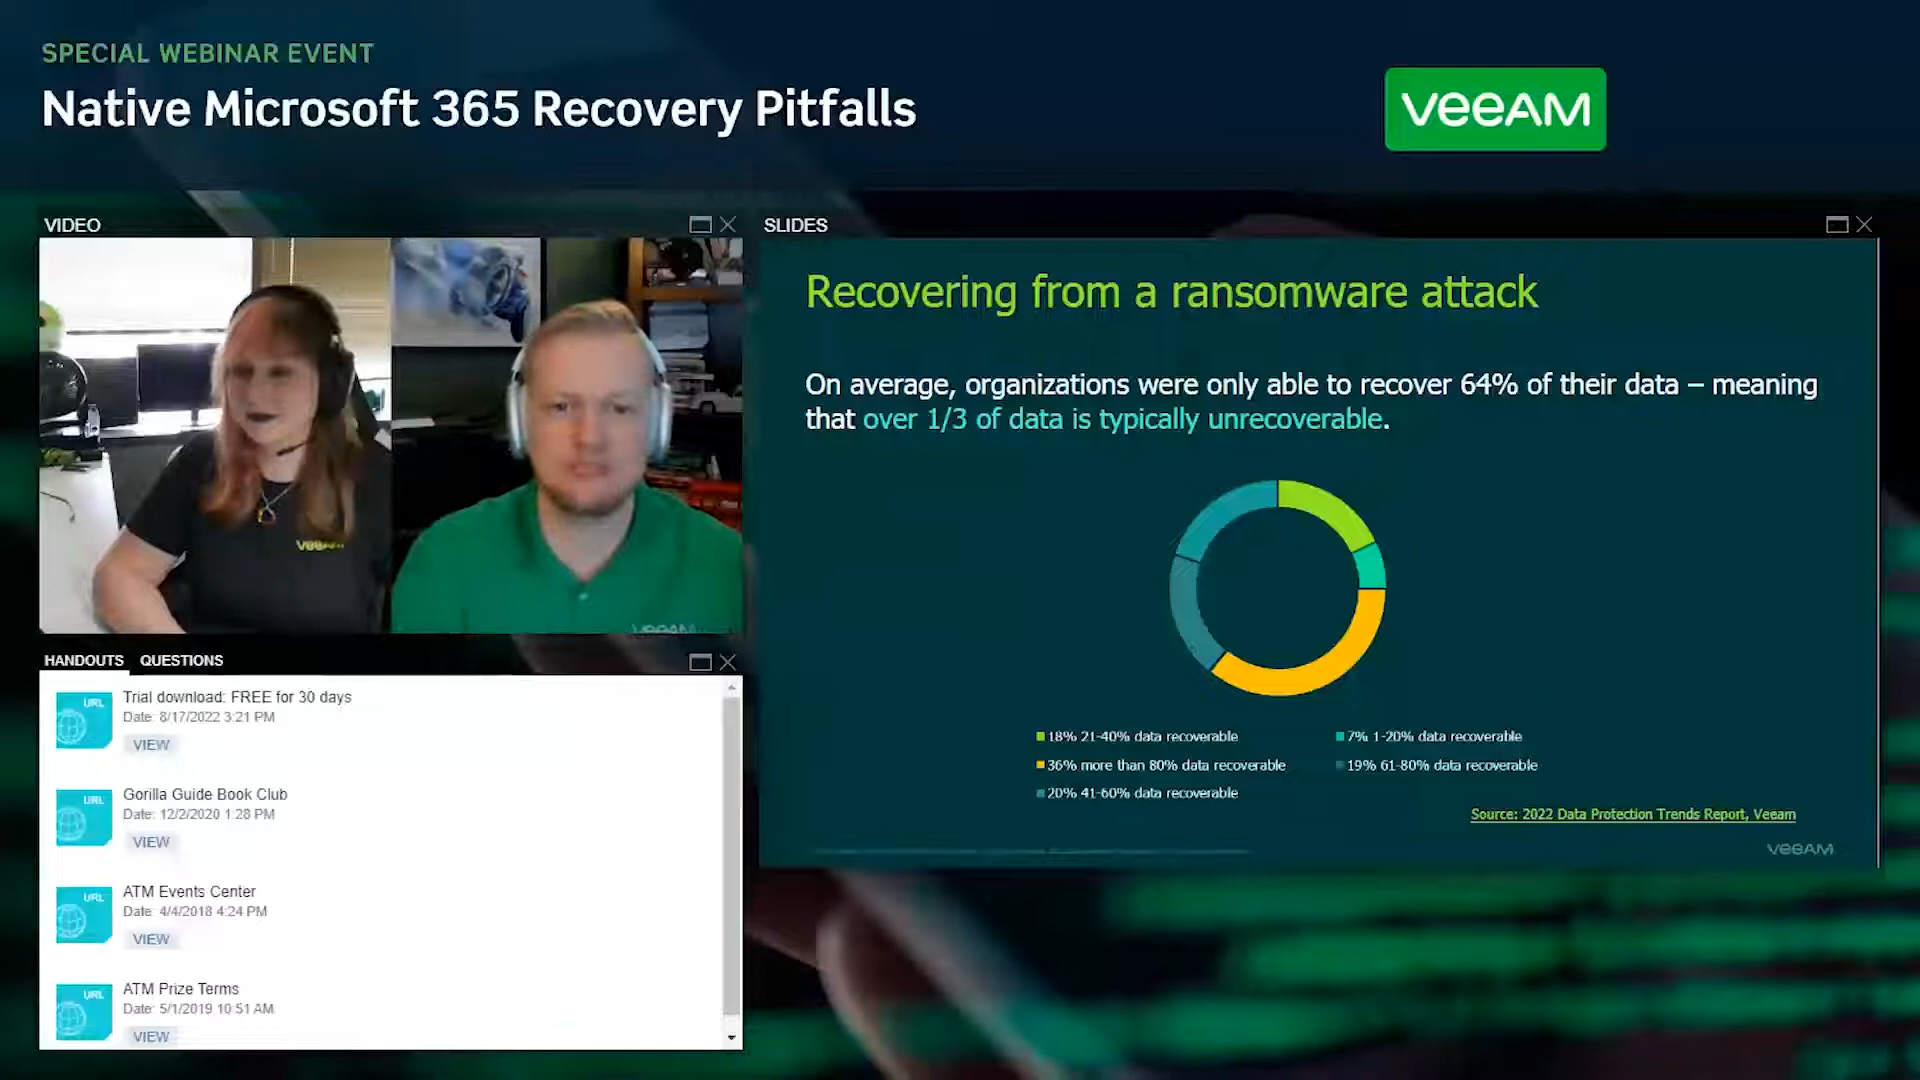 SPECIAL WEBINAR EVENT
Native Microsoft 365 Recovery Pitfalls
veeAM
VIDEO
SLIDES
Recovering from a ransomware attack
On average, organizations were only able to recover 64% of their data – meaning
that over 1/3 of data is typically unrecoverable.
18% 21-40% data recoverable
7% 1-20% data recoverable
36% more than 80% data recoverable
19% 61-80% data recoverable
20% 41-60% data recoverable
Source: 2022 Data Protection Trends Report, Veeam
veeAM
veeAM
veeAM
HANDOUTS QUESTIONS
URL
Trial download: FREE for 30 days
Date: 8/17/2022 3:21 PM
VIEW
URL
Gorilla Guide Book Club
Date: 12/2/2020 1:28 PM
VIEW
URL
ATM Events Center
Date: 4/4/2018 4:24 PM
VIEW
URL
ATM Prize Terms
Date: 5/1/2019 10:51 AM
VIEW